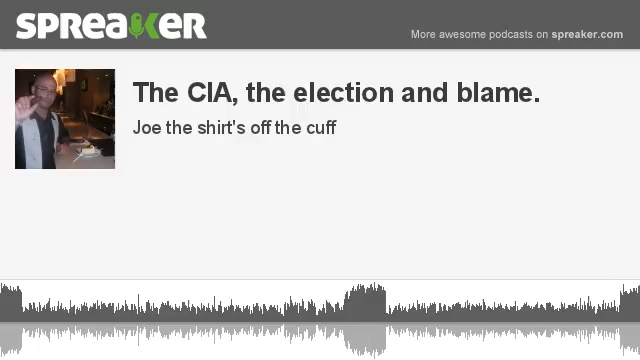 SPREAKER
More awesome podcasts on spreaker.com
The CIA, the election and blame.
Joe the shirt's off the cuff